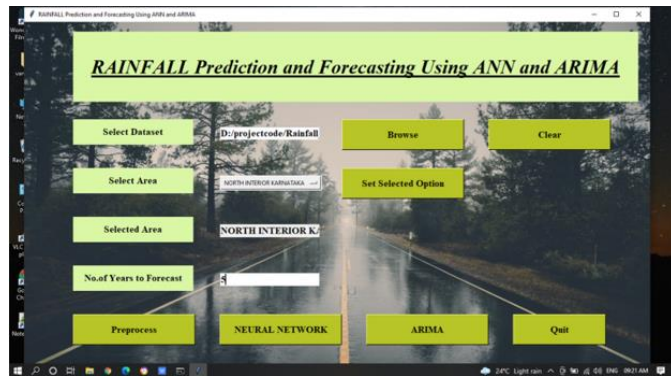 RAINFALL Prediction and Forecasting Using ANN and ARIMA
RAINFALL Prediction and Forecasting Using ANN and ARIMA
Select Dataset
D:/projectcode/Rainfall
Browse
Clear
Select Area
NORTH INTERIOR KARNATAKA
Set Selected Option
Selected Area
NORTH INTERIOR KA
No.of Years to Forecast
5
Preprocess
NEURAL NETWORK
ARIMA
Quit
24°C Light rain
ENG
09:21 AM